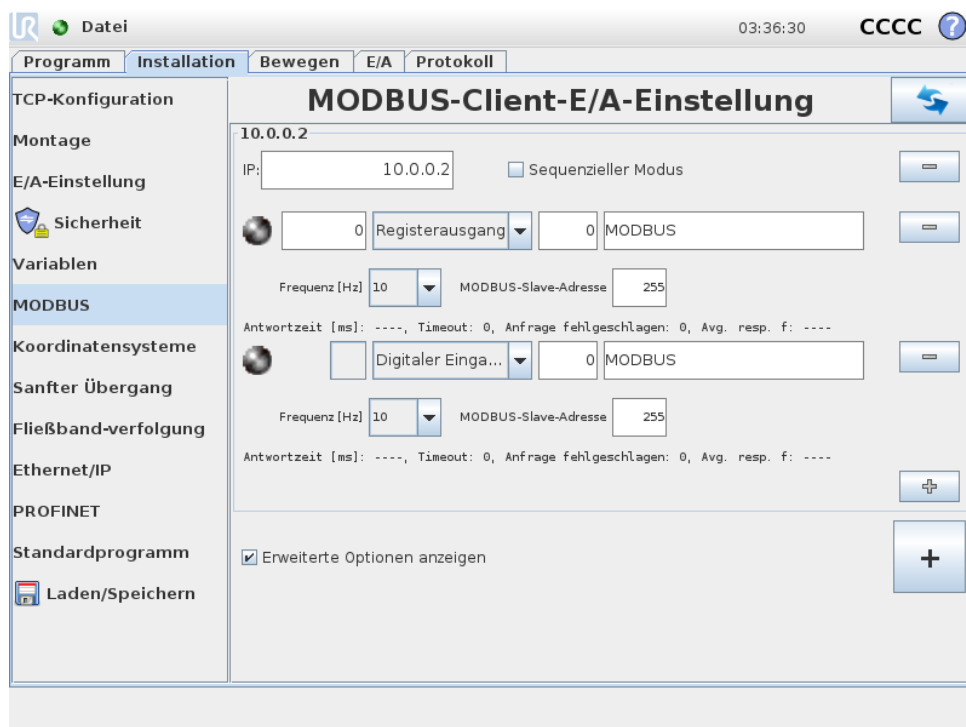 UR Datei 03:36:30 CCCC ?
Programm Installation Bewegen E/A Protokoll
TCP-Konfiguration
Montage
E/A-Einstellung
Sicherheit
Variablen
MODBUS
Koordinatensysteme
Sanfter Übergang
Fließband-verfolgung
Ethernet/IP
PROFINET
Standardprogramm
Laden/Speichern
MODBUS-Client-E/A-Einstellung
10.0.0.2
IP: 10.0.0.2 Sequenzieller Modus
0 Registerausgang 0 MODBUS
Frequenz [Hz] 10 MODBUS-Slave-Adresse 255
Antwortzeit [ms]: ----, Timeout: 0, Anfrage fehlgeschlagen: 0, Avg. resp. f: ----
Digitaler Einga... 0 MODBUS
Frequenz [Hz] 10 MODBUS-Slave-Adresse 255
Antwortzeit [ms]: ----, Timeout: 0, Anfrage fehlgeschlagen: 0, Avg. resp. f: ----
Erweiterte Optionen anzeigen